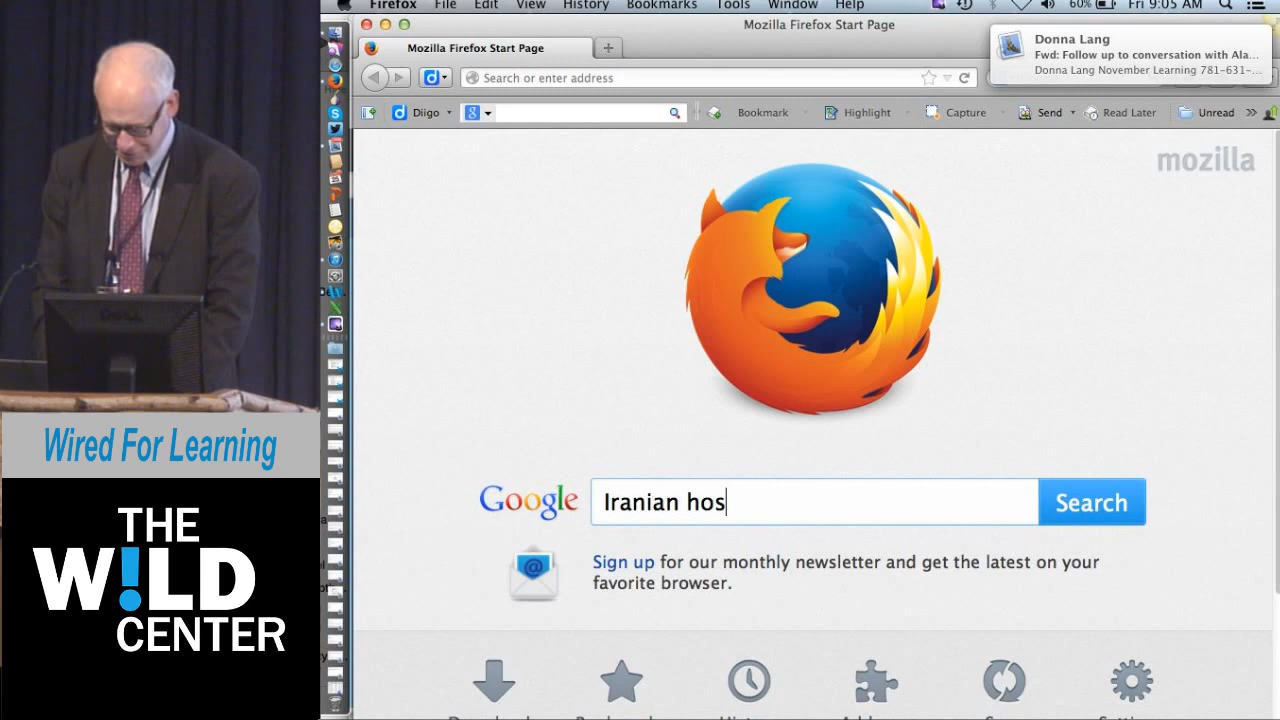 Firefox File Edit View History Bookmarks Tools Window Help 60% Fri 9:05 AM
Mozilla Firefox Start Page
Mozilla Firefox Start Page
Donna Lang
Fwd: Follow up to conversation with Ala...
Donna Lang November Learning 781-631-...
Search or enter address
Diigo Bookmark Highlight Capture Send Read Later Unread
mozilla
DELL
Wired For Learning
THE
W!LD
CENTER
Google Iranian hos Search
Sign up for our monthly newsletter and get the latest on your
favorite browser.